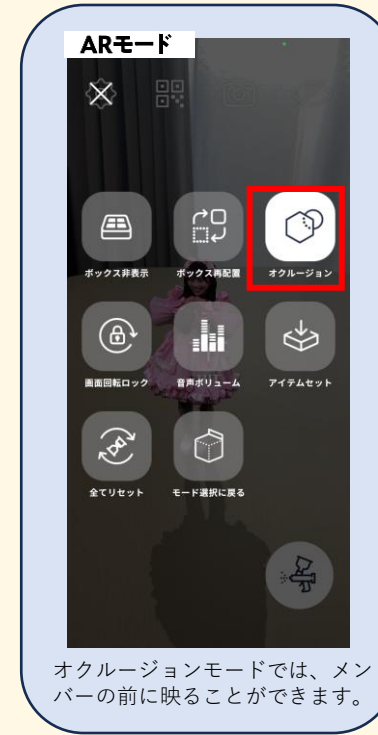 ARモード
ボックス非表示
ボックス再配置
オクルージョン
画面回転ロック
音声ボリューム
アイテムセット
全てリセット
モード選択に戻る
オクルージョンモードでは、メン
バーの前に映ることができます。